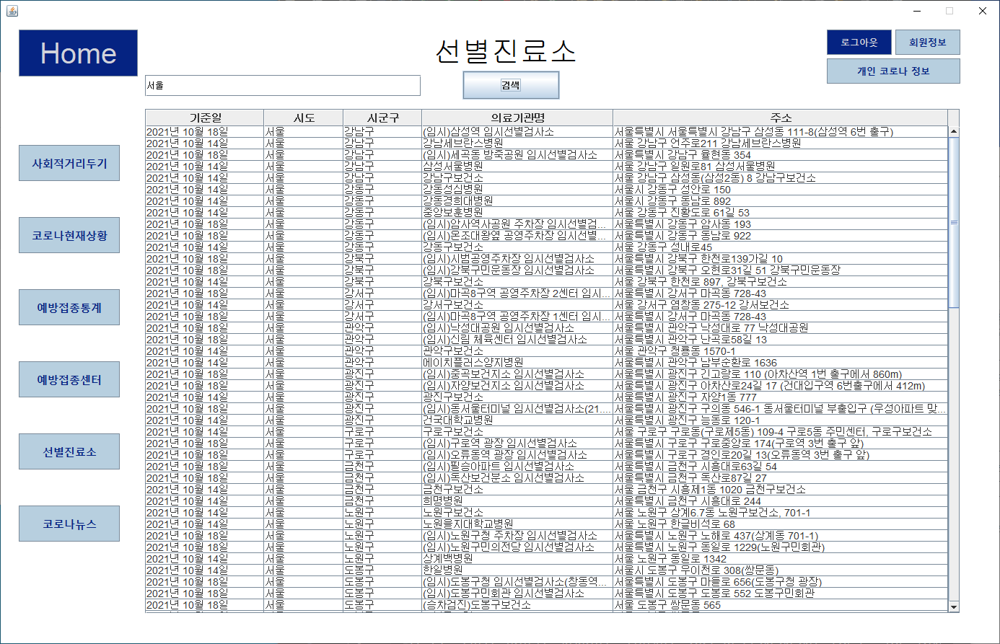 Home
선별진료소
로그아웃
회원정보
개인 코로나 정보
서울
검색
사회적거리두기
코로나현재상황
예방접종통계
예방접종센터
선별진료소
코로나뉴스
기준일 시도 시군구 의료기관명 주소
2021년 10월 18일 서울 강남구 (임시)삼성역 임시선별검사소 서울특별시 서울특별시 강남구 삼성동 111-8(삼성역 6번 출구)
2021년 10월 14일 서울 강남구 강남세브란스병원 서울 강남구 언주로211 강남세브란스병원
2021년 10월 18일 서울 강남구 (임시)세곡동 방죽공원 임시선별검사소 서울특별시 강남구 율현동 354
2021년 10월 14일 서울 강남구 삼성서울병원 서울 강남구 일원로81 삼성서울병원
2021년 10월 14일 서울 강남구 강남구보건소 서울 강남구 삼성동(삼성2동) 8 강남구보건소
2021년 10월 14일 서울 강동구 강동성심병원 서울시 강동구 성안로 150
2021년 10월 14일 서울 강동구 강동경희대병원 서울시 강동구 동남로 892
2021년 10월 14일 서울 강동구 중앙보훈병원 서울 강동구 진황도로 61길 53
2021년 10월 18일 서울 강동구 (임시)암사역사공원 주차장 임시선별검... 서울특별시 강동구 암사동 193
2021년 10월 18일 서울 강동구 (임시)온조대왕옆 공영주차장 임시선별... 서울특별시 강동구 동남로 922
2021년 10월 14일 서울 강동구 강동구보건소 서울 강동구 성내로45
2021년 10월 18일 서울 강북구 (임시)시범공영주차장 임시선별검사소 서울특별시 강북구 한천로139가길 10
2021년 10월 18일 서울 강북구 (임시)강북구민운동장 임시선별검사소 서울특별시 강북구 오현로31길 51 강북구민운동장
2021년 10월 14일 서울 강북구 강북구보건소 서울 강북구 한천로 897, 강북구보건소
2021년 10월 18일 서울 강서구 (임시)마곡8구역 공영주차장 2센터 임시... 서울특별시 강서구 마곡동 728-43
2021년 10월 14일 서울 강서구 강서구보건소 서울 강서구 염창동 275-12 강서보건소
2021년 10월 18일 서울 강서구 (임시)마곡8구역 공영주차장 1센터 임시... 서울특별시 강서구 마곡동 728-43
2021년 10월 18일 서울 관악구 (임시)낙성대공원 임시선별검사소 서울특별시 관악구 낙성대로 77 낙성대공원
2021년 10월 18일 서울 관악구 (임시)신림 체육센터 임시선별검사소 서울특별시 관악구 난곡로58길 13
2021년 10월 14일 서울 관악구 관악구보건소 서울 관악구 청룡동 1570-1
2021년 10월 14일 서울 관악구 에이치플러스양지병원 서울특별시 관악구 남부순환로 1636
2021년 10월 18일 서울 광진구 (임시)중곡보건지소 임시선별검사소 서울특별시 광진구 긴고랑로 110 (아차산역 1번 출구에서 860m)
2021년 10월 18일 서울 광진구 (임시)자양보건지소 임시선별검사소 서울특별시 광진구 아차산로24길 17 (건대입구역 6번출구에서 412m)
2021년 10월 14일 서울 광진구 광진구보건소 서울특별시 광진구 자양1동 777
2021년 10월 18일 서울 광진구 (임시)동서울터미널 임시선별검사소(21.... 서울특별시 광진구 구의동 546-1 동서울터미널 부출입구 (우성아파트 맞...
2021년 10월 14일 서울 광진구 건국대학교병원 서울특별시 광진구 능동로 120-1
2021년 10월 14일 서울 구로구 구로구보건소 서울 구로구 구로동(구로제5동) 109-4 구로5동 주민센터, 구로구보건소
2021년 10월 18일 서울 구로구 (임시)구로역 광장 임시선별검사소 서울특별시 구로구 구로중앙로 174(구로역 3번 출구 앞)
2021년 10월 18일 서울 구로구 (임시)오류동역 광장 임시선별검사소 서울특별시 구로구 경인로20길 13(오류동역 3번 출구 앞)
2021년 10월 18일 서울 금천구 (임시)필승아파트 임시선별검사소 서울특별시 금천구 시흥대로63길 54
2021년 10월 18일 서울 금천구 (임시)독산보건분소 임시선별검사소 서울특별시 금천구 독산로87길 27
2021년 10월 14일 서울 금천구 금천구보건소 서울 금천구 시흥제1동 1020 금천구보건소
2021년 10월 14일 서울 금천구 희명병원 서울특별시 금천구 시흥대로 244
2021년 10월 14일 서울 노원구 노원구보건소 서울 노원구 상계6.7동 노원구보건소, 701-1
2021년 10월 14일 서울 노원구 노원을지대학교병원 서울 노원구 한글비석로 68
2021년 10월 18일 서울 노원구 (임시)노원구청 주차장 임시선별검사소 서울특별시 노원구 노해로 437(상계동 701-1)
2021년 10월 18일 서울 노원구 (임시)노원구민의전당 임시선별검사소 서울특별시 노원구 동일로 1229(노원구민회관)
2021년 10월 14일 서울 노원구 상계백병원 서울 노원구 동일로 1342
2021년 10월 14일 서울 도봉구 한일병원 서울시 도봉구 우이천로 308(쌍문동)
2021년 10월 18일 서울 도봉구 (임시)도봉구청 임시선별검사소(창동역... 서울특별시 도봉구 마들로 656(도봉구청 광장)
2021년 10월 18일 서울 도봉구 (임시)도봉구민회관 임시선별검사소 서울특별시 도봉구 도봉로 552 도봉구민회관
2021년 10월 18일 서울 도봉구 (승차검진)도봉구보건소 서울 도봉구 쌍문동 565